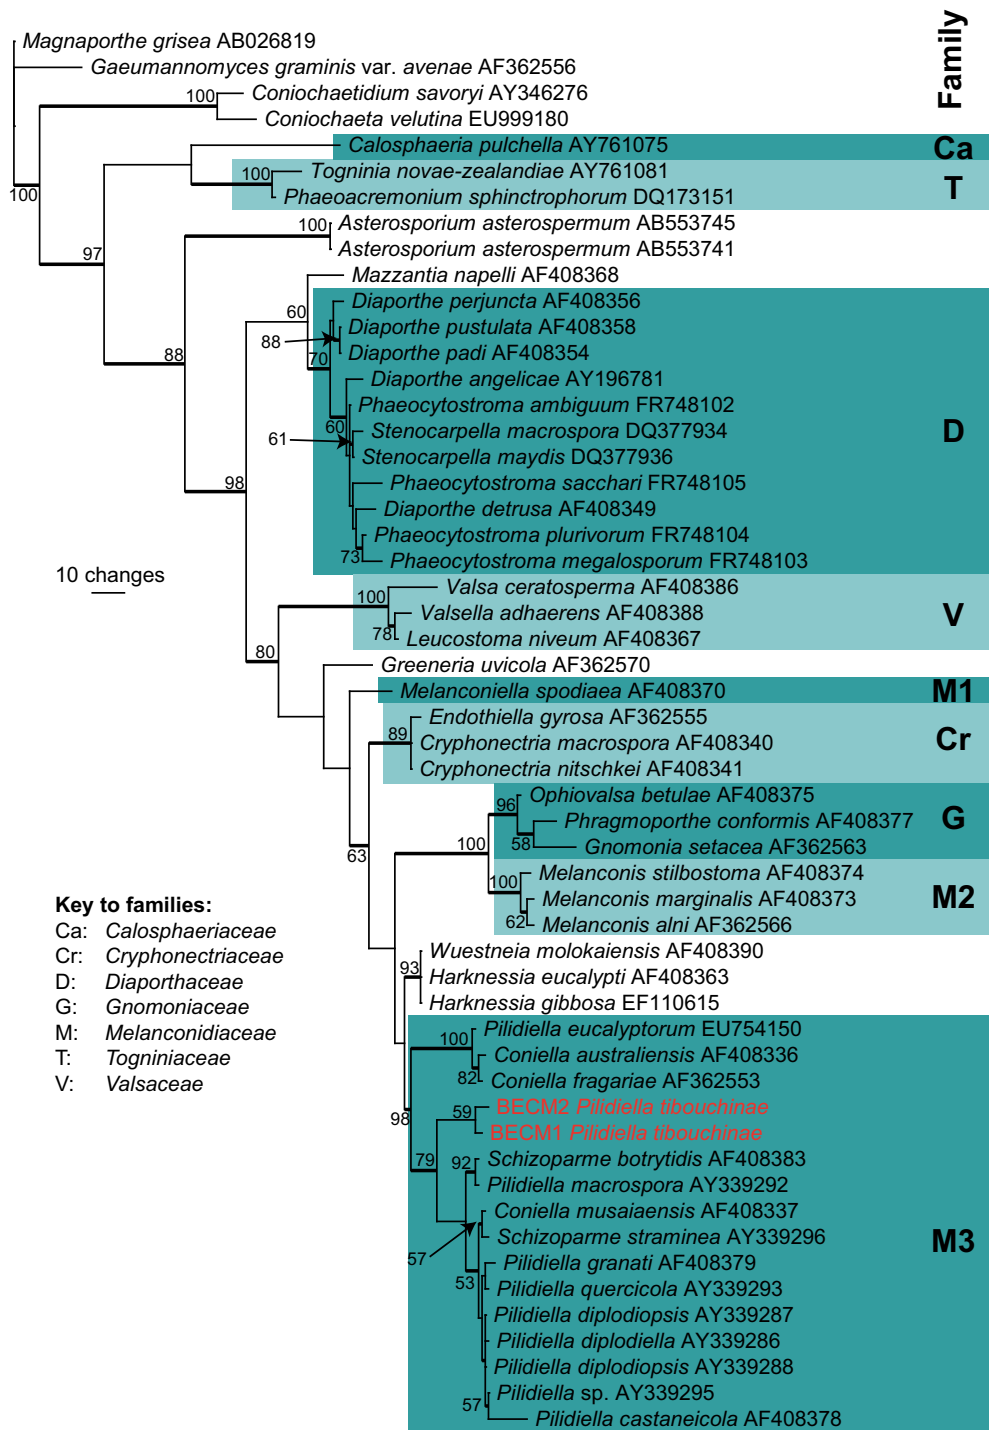 Family
Magnaporthe grisea AB026819
Gaeumannomyces graminis var. avenae AF362556
100 Coniochaetidium savoryi AY346276
Coniochaeta velutina EU999180
Calosphaeria pulchella AY761075 Ca
100 Togninia novae-zealandiae AY761081
T
100 Phaeoacremonium sphinctrophorum DQ173151
100 Asterosporium asterospermum AB553745
97 Asterosporium asterospermum AB553741
Mazzantia napelli AF408368
60 Diaporthe perjuncta AF408356
Diaporthe pustulata AF408358
88 Diaporthe padi AF408354
88 70
Diaporthe angelicae AY196781
Phaeocytostroma ambiguum FR748102
60 Stenocarpella macrospora DQ377934 D
61 Stenocarpella maydis DQ377936
98 Phaeocytostroma sacchari FR748105
Diaporthe detrusa AF408349
Phaeocytostroma plurivorum FR748104
73 Phaeocytostroma megalosporum FR748103
10 changes
Valsa ceratosperma AF408386
100 Valsella adhaerens AF408388 V
78 Leucostoma niveum AF408367
80 Greeneria uvicola AF362570
Melanconiella spodiaea AF408370 M1
Endothiella gyrosa AF362555
89 Cryphonectria macrospora AF408340 Cr
Cryphonectria nitschkei AF408341
96 Ophiovalsa betulae AF408375
Phragmoporthe conformis AF408377 G
63 100 58 Gnomonia setacea AF362563
Melanconis stilbostoma AF408374
100 Melanconis marginalis AF408373 M2
62 Melanconis alni AF362566
Wuestneia molokaiensis AF408390
93 Harknessia eucalypti AF408363
Harknessia gibbosa EF110615
Pilidiella eucalyptorum EU754150
100 Coniella australiensis AF408336
82 Coniella fragariae AF362553
59 BECM2 Pilidiella tibouchinae
98 BECM1 Pilidiella tibouchinae
79 92 Schizoparme botrytidis AF408383
Pilidiella macrospora AY339292
Coniella musaiaensis AF408337
Schizoparme straminea AY339296 M3
57 Pilidiella granati AF408379
53 Pilidiella quercicola AY339293
Pilidiella diplodiopsis AY339287
Pilidiella diplodiella AY339286
Pilidiella diplodiopsis AY339288
Pilidiella sp. AY339295
57 Pilidiella castaneicola AF408378
Key to families:
Ca: Calosphaeriaceae
Cr: Cryphonectriaceae
D: Diaporthaceae
G: Gnomoniaceae
M: Melanconidiaceae
T: Togniniaceae
V: Valsaceae